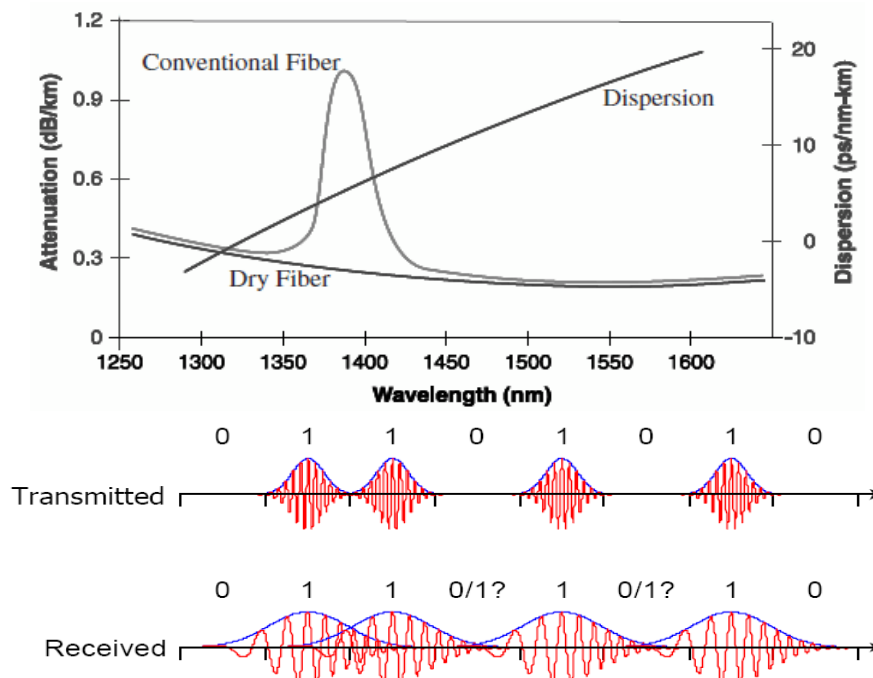 1.2
0.9
0.6
0.3
0
Attenuation (dB/km)
Conventional Fiber
Dispersion
Dry Fiber
20
10
0
-10
Dispersion (ps/nm-km)
1250 1300 1350 1400 1450 1500 1550 1600
Wavelength (nm)
0 1 1 0 1 0 1 0
Transmitted
0 1 1 0/1? 1 0/1? 1 0
Received